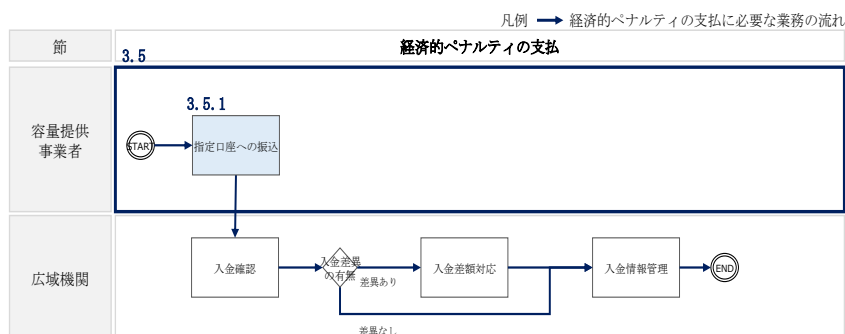 凡例 経済的ペナルティの支払に必要な業務の流れ
節
3.5
経済的ペナルティの支払
容量提供
事業者
3.5.1
START
指定口座への振込
広域機関
入金確認
入金差異
の有無
差異あり
入金差額対応
入金情報管理
END
差異なし